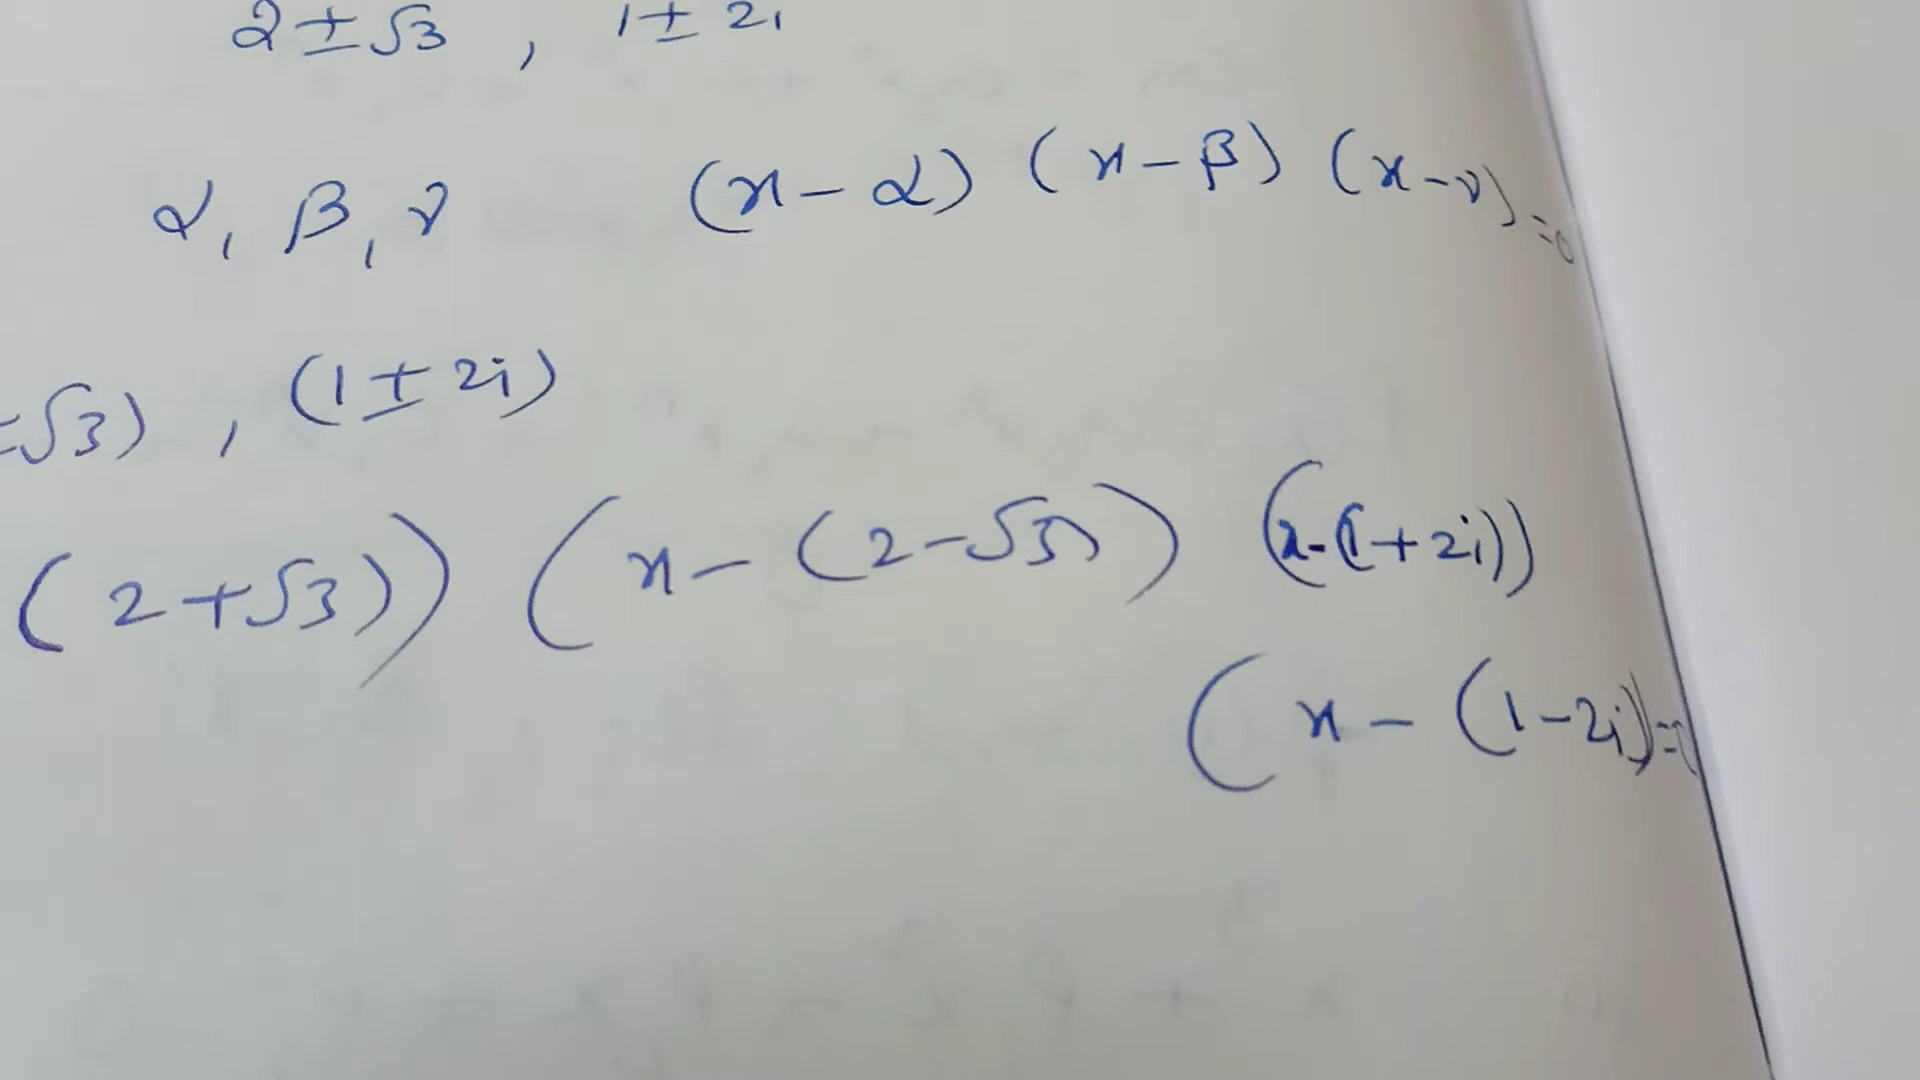 2 ± √3 , 1 ± 2i
α, β, γ (x - α) (x - β) (x - γ) = 0
√3) , (1 ± 2i)
(2 + √3)) (x - (2 - √3)) (x - (1 + 2i))
(x - (1 - 2i) = 0